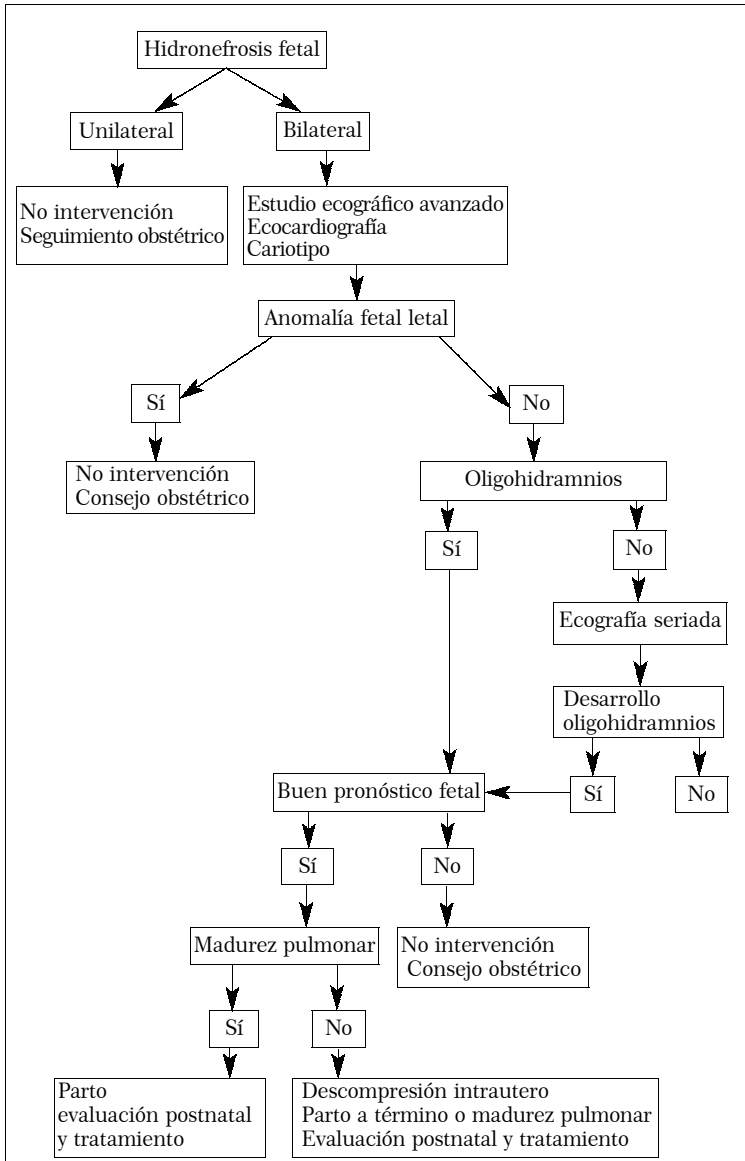 Hidronefrosis fetal
Unilateral
Bilateral
No intervención
Seguimiento obstétrico
Estudio ecográfico avanzado
Ecocardiografía
Cariotipo
Anomalía fetal letal
Sí
No
No intervención
Consejo obstétrico
Oligohidramnios
Sí
No
Ecografía seriada
Desarrollo
oligohidramnios
Sí
No
Buen pronóstico fetal
Sí
No
Madurez pulmonar
No intervención
Consejo obstétrico
Sí
No
Parto
evaluación postnatal
y tratamiento
Descompresión intrautero
Parto a término o madurez pulmonar
Evaluación postnatal y tratamiento